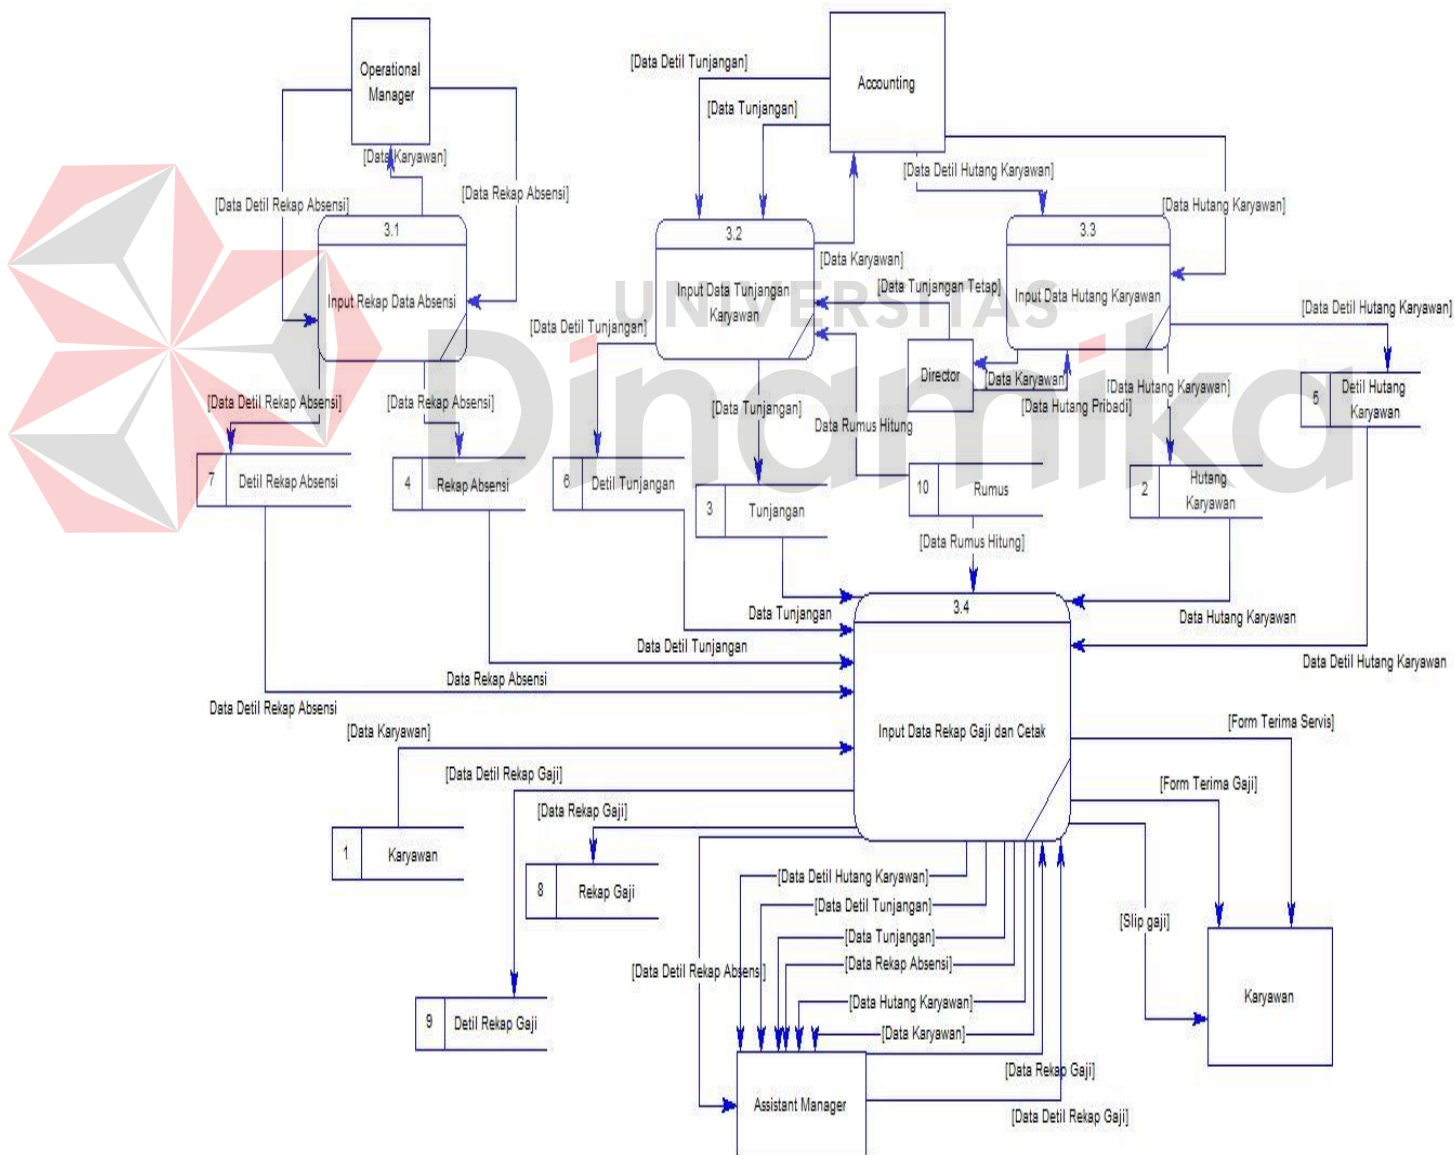 Operational
Manager
Accounting
[Data Detil Tunjangan]
[Data Tunjangan]
[Data Karyawan]
[Data Detil Rekap Absensi]
[Data Rekap Absensi]
[Data Detil Hutang Karyawan]
[Data Hutang Karyawan]
3.1
Input Rekap Data Absensi
3.2
Input Data Tunjangan
Karyawan
[Data Karyawan]
3.3
Input Data Hutang Karyawan
UNIVERSITAS
Dinamika
[Data Tunjangan Tetap]
[Data Detil Tunjangan]
[Data Detil Hutang Karyawan]
Director
[Data Karyawan]
[Data Hutang Pribadi]
[Data Hutang Karyawan]
5
Detil Hutang
Karyawan
[Data Detil Rekap Absensi]
[Data Rekap Absensi]
[Data Tunjangan]
Data Rumus Hitung
7
Detil Rekap Absensi
4
Rekap Absensi
6
Detil Tunjangan
3
Tunjangan
10
Rumus
2
Hutang
Karyawan
[Data Rumus Hitung]
3.4
Input Data Rekap Gaji dan Cetak
Data Tunjangan
Data Hutang Karyawan
Data Detil Tunjangan
Data Detil Hutang Karyawan
Data Rekap Absensi
Data Detil Rekap Absensi
[Data Karyawan]
[Form Terima Servis]
[Data Detil Rekap Gaji]
[Form Terima Gaji]
[Data Rekap Gaji]
1
Karyawan
8
Rekap Gaji
[Data Detil Hutang Karyawan]
[Data Detil Tunjangan]
[Slip gaji]
[Data Tunjangan]
[Data Rekap Absensi]
[Data Detil Rekap Absensi]
[Data Hutang Karyawan]
[Data Karyawan]
Karyawan
9
Detil Rekap Gaji
[Data Rekap Gaji]
Assistant Manager
[Data Detil Rekap Gaji]